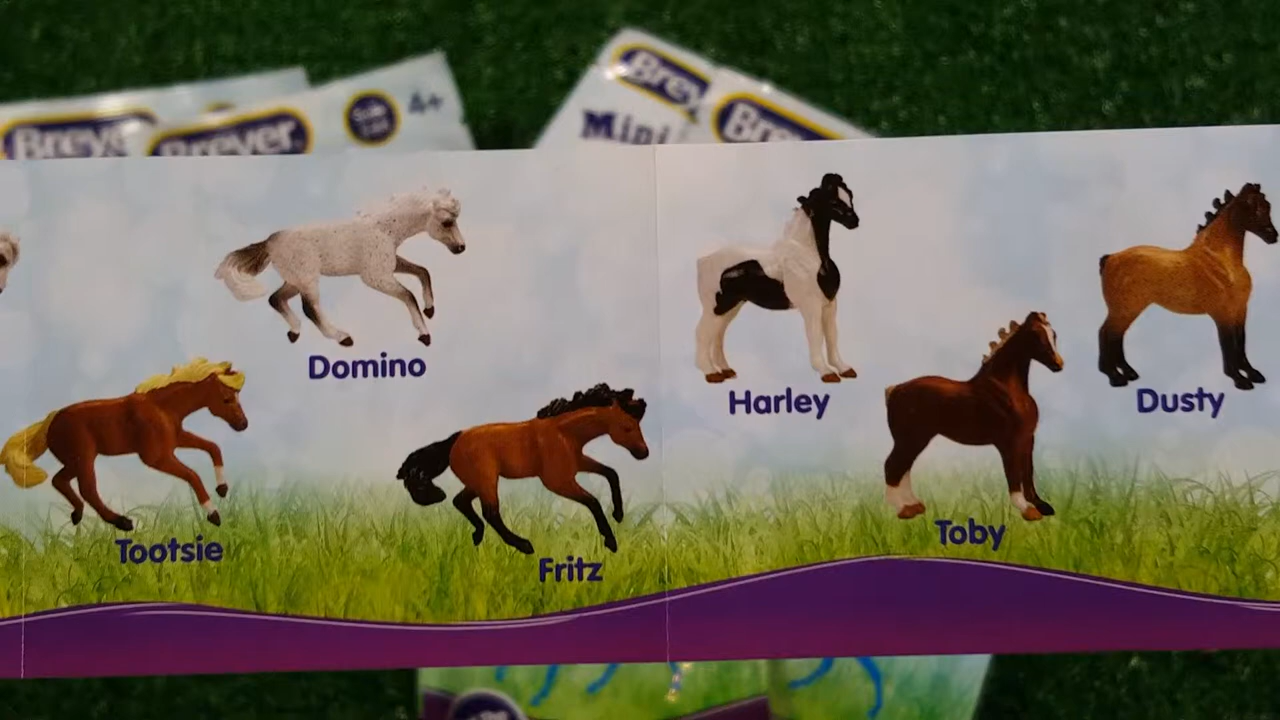 Breyer
Breyer
4+
Breyer
Mini
Breyer
Domino
Harley
Dusty
Tootsie
Fritz
Toby